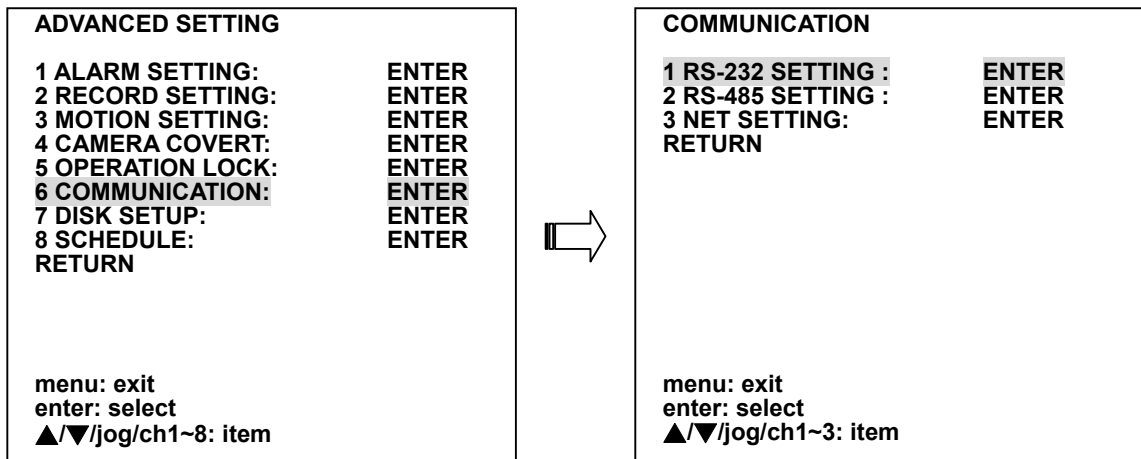 ADVANCED SETTING
1 ALARM SETTING: ENTER
2 RECORD SETTING: ENTER
3 MOTION SETTING: ENTER
4 CAMERA COVERT: ENTER
5 OPERATION LOCK: ENTER
6 COMMUNICATION: ENTER
7 DISK SETUP: ENTER
8 SCHEDULE: ENTER
RETURN
menu: exit
enter: select
▲/▼/jog/ch1~8: item
COMMUNICATION
1 RS-232 SETTING : ENTER
2 RS-485 SETTING : ENTER
3 NET SETTING: ENTER
RETURN
menu: exit
enter: select
▲/▼/jog/ch1~3: item